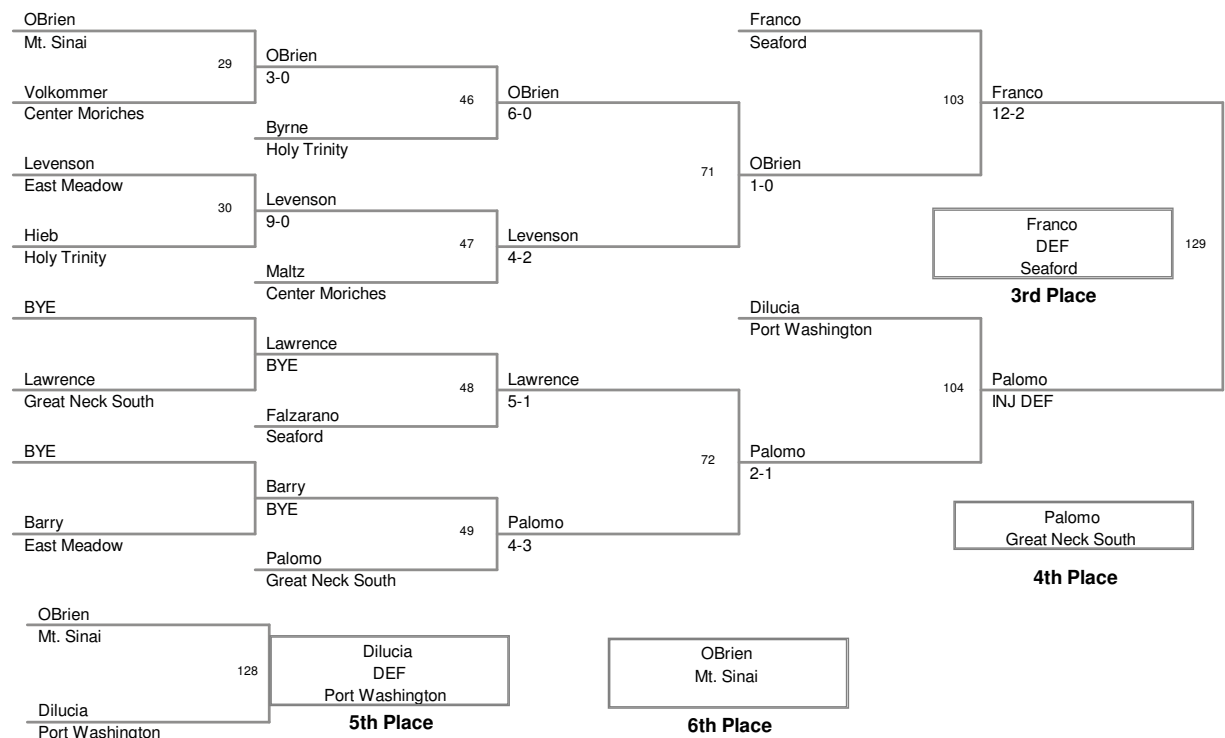 OBrien
Mt. Sinai
29
Volkommer
Center Moriches
Levenson
East Meadow
30
Hieb
Holy Trinity
BYE
Lawrence
Great Neck South
BYE
Barry
East Meadow
OBrien
3-0
46
Byrne
Holy Trinity
Levenson
9-0
47
Maltz
Center Moriches
Lawrence
BYE
48
Falzarano
Seaford
Barry
BYE
49
Palomo
Great Neck South
OBrien
6-0
71
Levenson
4-2
Lawrence
5-1
72
Palomo
4-3
Franco
Seaford
103
OBrien
1-0
Dilucia
Port Washington
104
Palomo
2-1
Franco
12-2
129
Palomo
INJ DEF
Franco
DEF
Seaford
3rd Place
Palomo
Great Neck South
4th Place
OBrien
Mt. Sinai
128
Dilucia
Port Washington
Dilucia
DEF
Port Washington
5th Place
OBrien
Mt. Sinai
6th Place